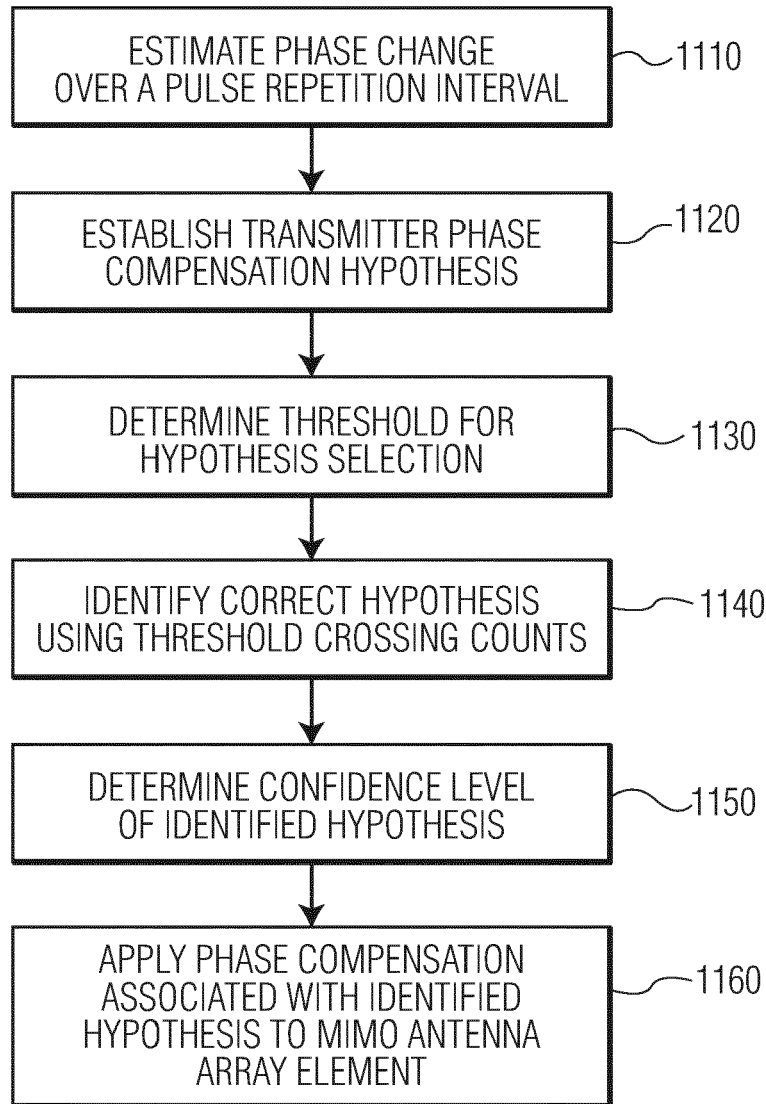 ESTIMATE PHASE CHANGE
OVER A PULSE REPETITION INTERVAL
1110
ESTABLISH TRANSMITTER PHASE
COMPENSATION HYPOTHESIS
1120
DETERMINE THRESHOLD FOR
HYPOTHESIS SELECTION
1130
IDENTIFY CORRECT HYPOTHESIS
USING THRESHOLD CROSSING COUNTS
1140
DETERMINE CONFIDENCE LEVEL
OF IDENTIFIED HYPOTHESIS
1150
APPLY PHASE COMPENSATION
ASSOCIATED WITH IDENTIFIED
HYPOTHESIS TO MIMO ANTENNA
ARRAY ELEMENT
1160